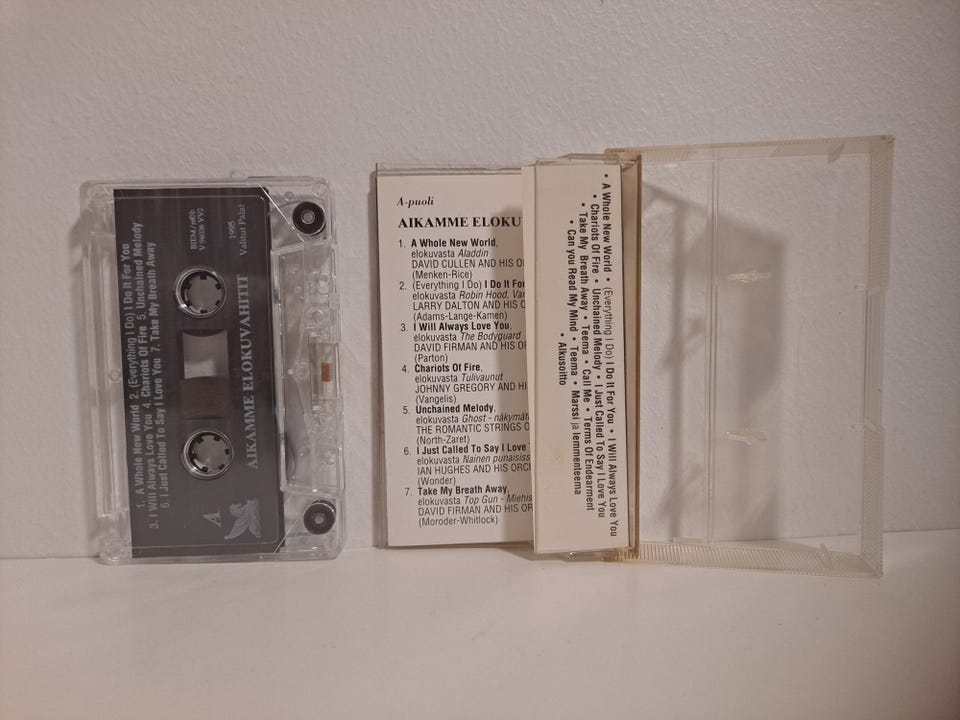 1. A Whole New World 2. (Everything I Do) I Do It For You
3. I Will Always Love You 4. Chariots Of Fire 5. Unchained Melody
6. I Just Called To Say I Love You 7. Take My Breath Away
BIEM/n©b
1995
Valitut Palat
AIKAMME ELOKUVAHITIT
A
A-puoli
AIKAMME ELOKU
1. A Whole New World,
elokuvasta Aladdin
DAVID CULLEN AND HIS O
(Menken-Rice)
2. (Everything I Do) I Do It For
elokuvasta Robin Hood, Var
LARRY DALTON AND HIS O
(Adams-Lange-Kamen)
3. I Will Always Love You,
elokuvasta The Bodyguard
DAVID FIRMAN AND HIS OR
(Parton)
4. Chariots Of Fire,
elokuvasta Tulivaunut
JOHNNY GREGORY AND HI
(Vangelis)
5. Unchained Melody,
elokuvasta Ghost - näkymät
THE ROMANTIC STRINGS O
(North-Zaret)
6. I Just Called To Say I Love
elokuvasta Nainen punaisiss
IAN HUGHES AND HIS ORC
(Wonder)
7. Take My Breath Away,
elokuvasta Top Gun - Miehis
DAVID FIRMAN AND HIS OR
(Moroder-Whitlock)
• A Whole New World • (Everything I Do) I Do It For You • I Will Always Love You
• Chariots Of Fire • Unchained Melody • I Just Called To Say I Love You
• Take My Breath Away • Teema • Call Me • Terms Of Endearment
• Can you Read My Mind • Teema • Marssi ja lemmenteema
• Alkusoitto